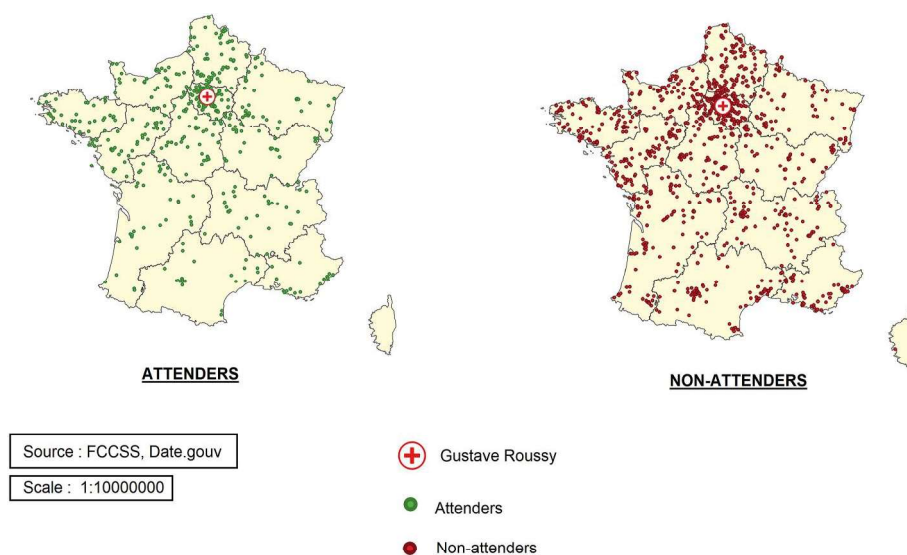 ATTENDERS
NON-ATTENDERS
Source : FCCSS, Date.gouv
Scale : 1:10000000
Gustave Roussy
Attenders
Non-attenders